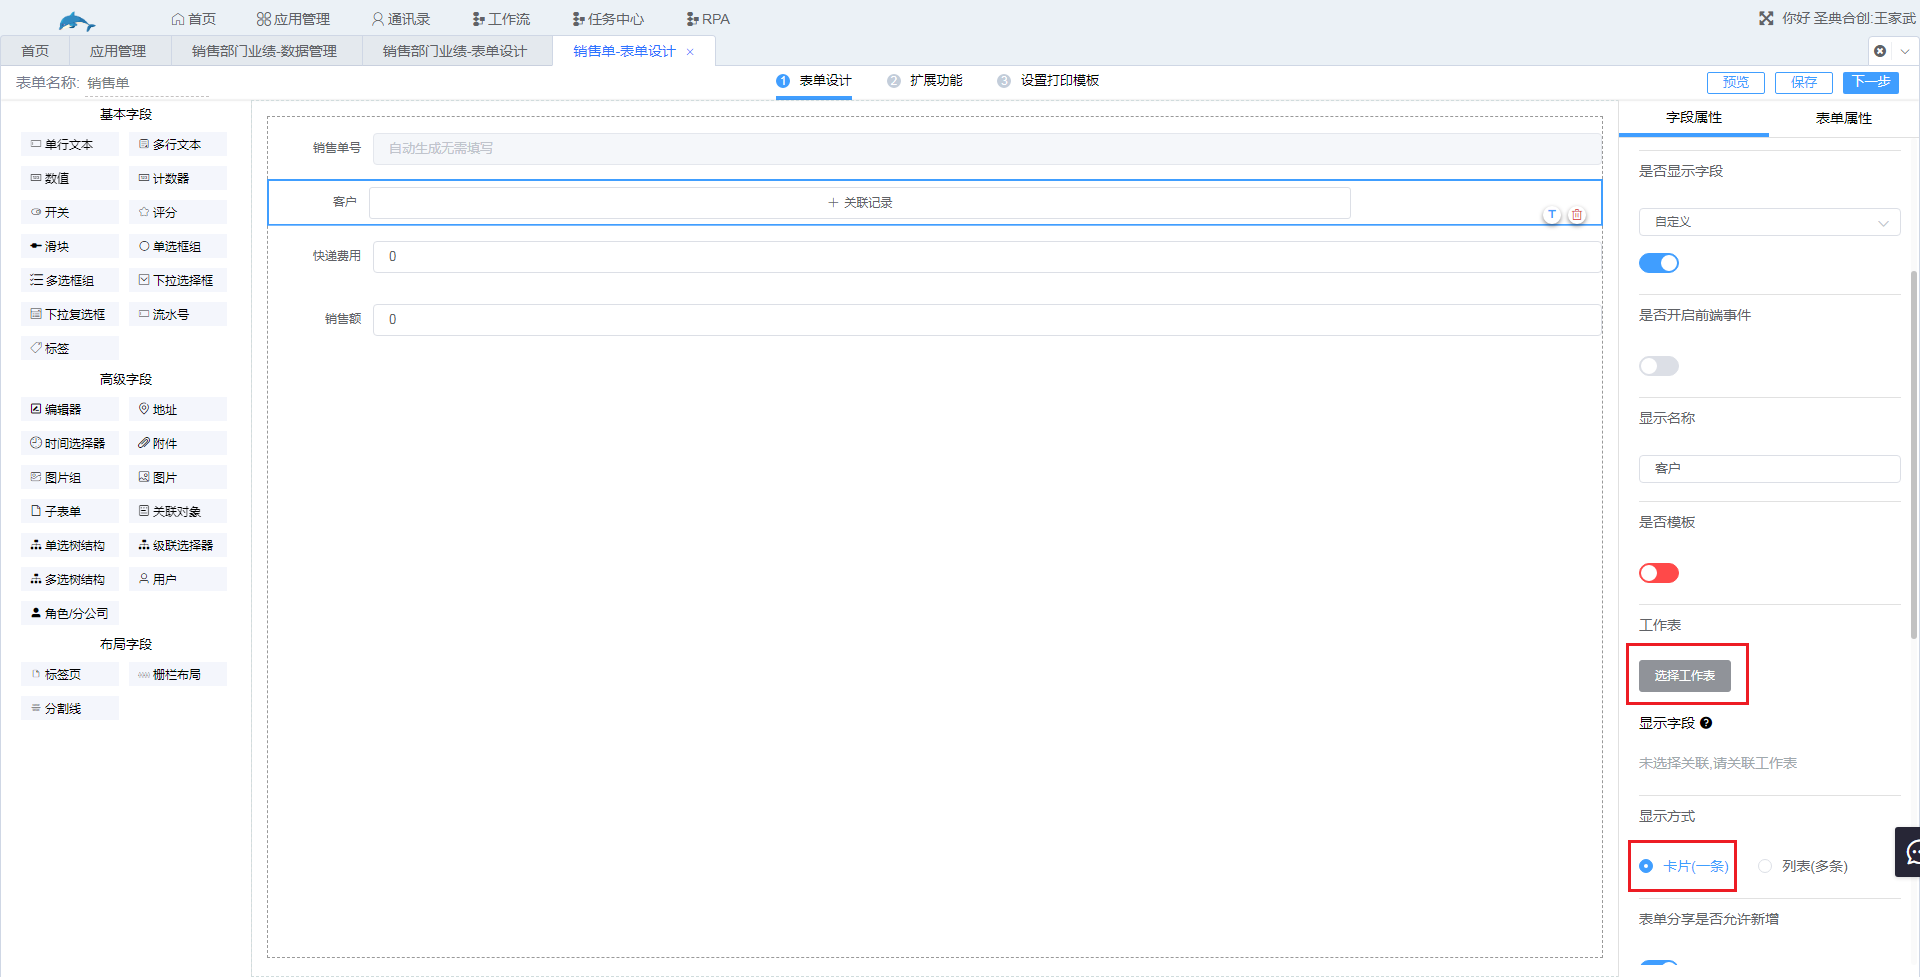 首页 应用管理 通讯录 工作流 任务中心 RPA 你好 圣典合创:王家武
首页 应用管理 销售部门业绩-数据管理 销售部门业绩-表单设计 销售单-表单设计 ×
表单名称: 销售单 1 表单设计 2 扩展功能 3 设置打印模板 预览 保存 下一步
基本字段
单行文本 多行文本
数值 计数器
开关 评分
滑块 单选框组
多选框组 下拉选择框
下拉复选框 流水号
标签
高级字段
编辑器 地址
时间选择器 附件
图片组 图片
子表单 关联对象
单选树结构 级联选择器
多选树结构 用户
角色/分公司
布局字段
标签页 栅栏布局
分割线
销售单号 自动生成无需填写
客户 + 关联记录
T
快递费用 0
销售额 0
字段属性 表单属性
是否显示字段
自定义
是否开启前端事件
显示名称
客户
是否模板
工作表
选择工作表
显示字段 ?
未选择关联,请关联工作表
显示方式
卡片(一条) 列表(多条)
表单分享是否允许新增